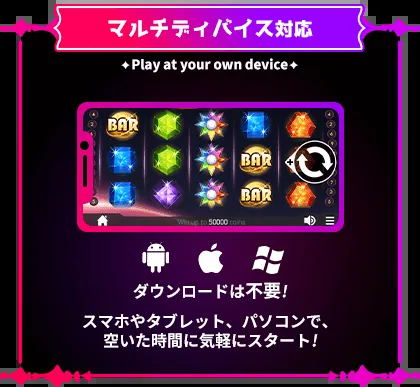 マルチディバイス対応
✦Play at your own device✦
BAR
BAR
BAR
BAR
Win up to 50000 coins
ダウンロードは不要!
スマホやタブレット、パソコンで、
空いた時間に気軽にスタート!